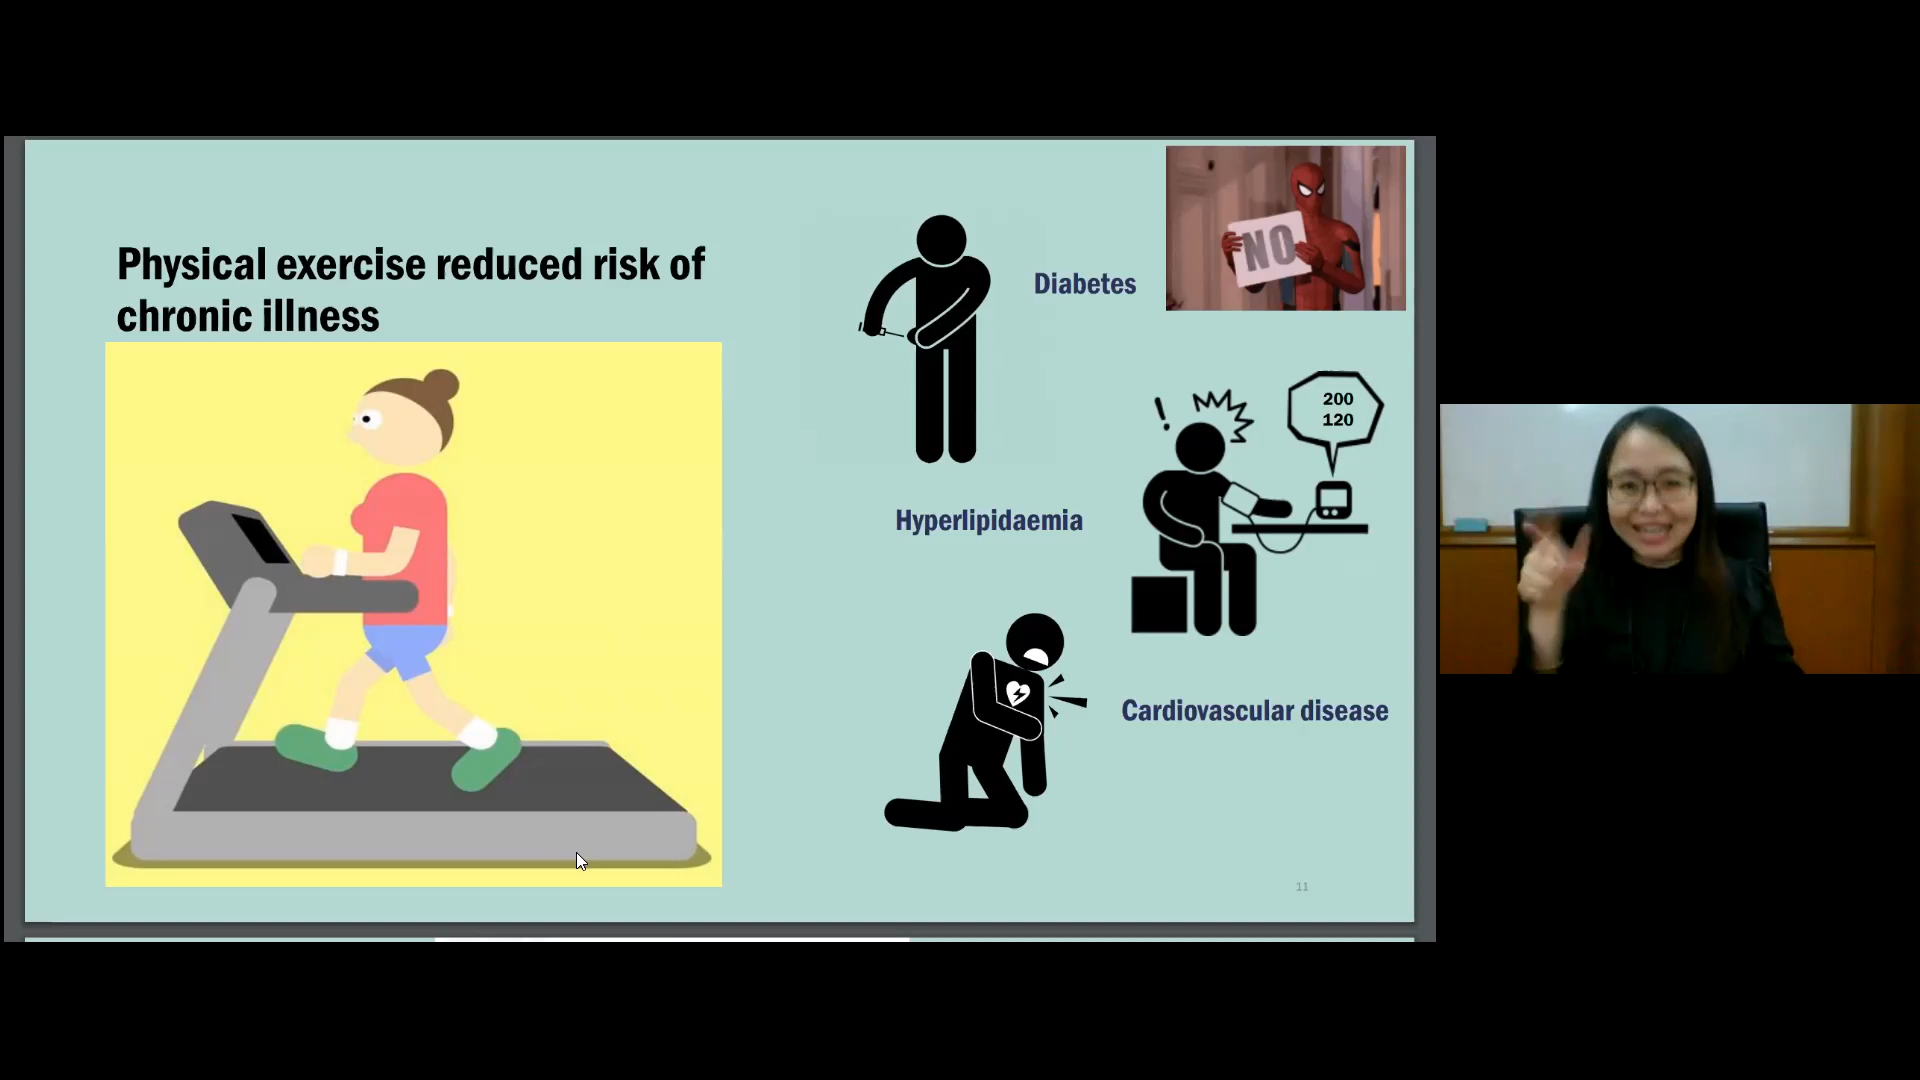 Physical exercise reduced risk of
chronic illness
Diabetes
NO
200
120
Hyperlipidaemia
Cardiovascular disease
11